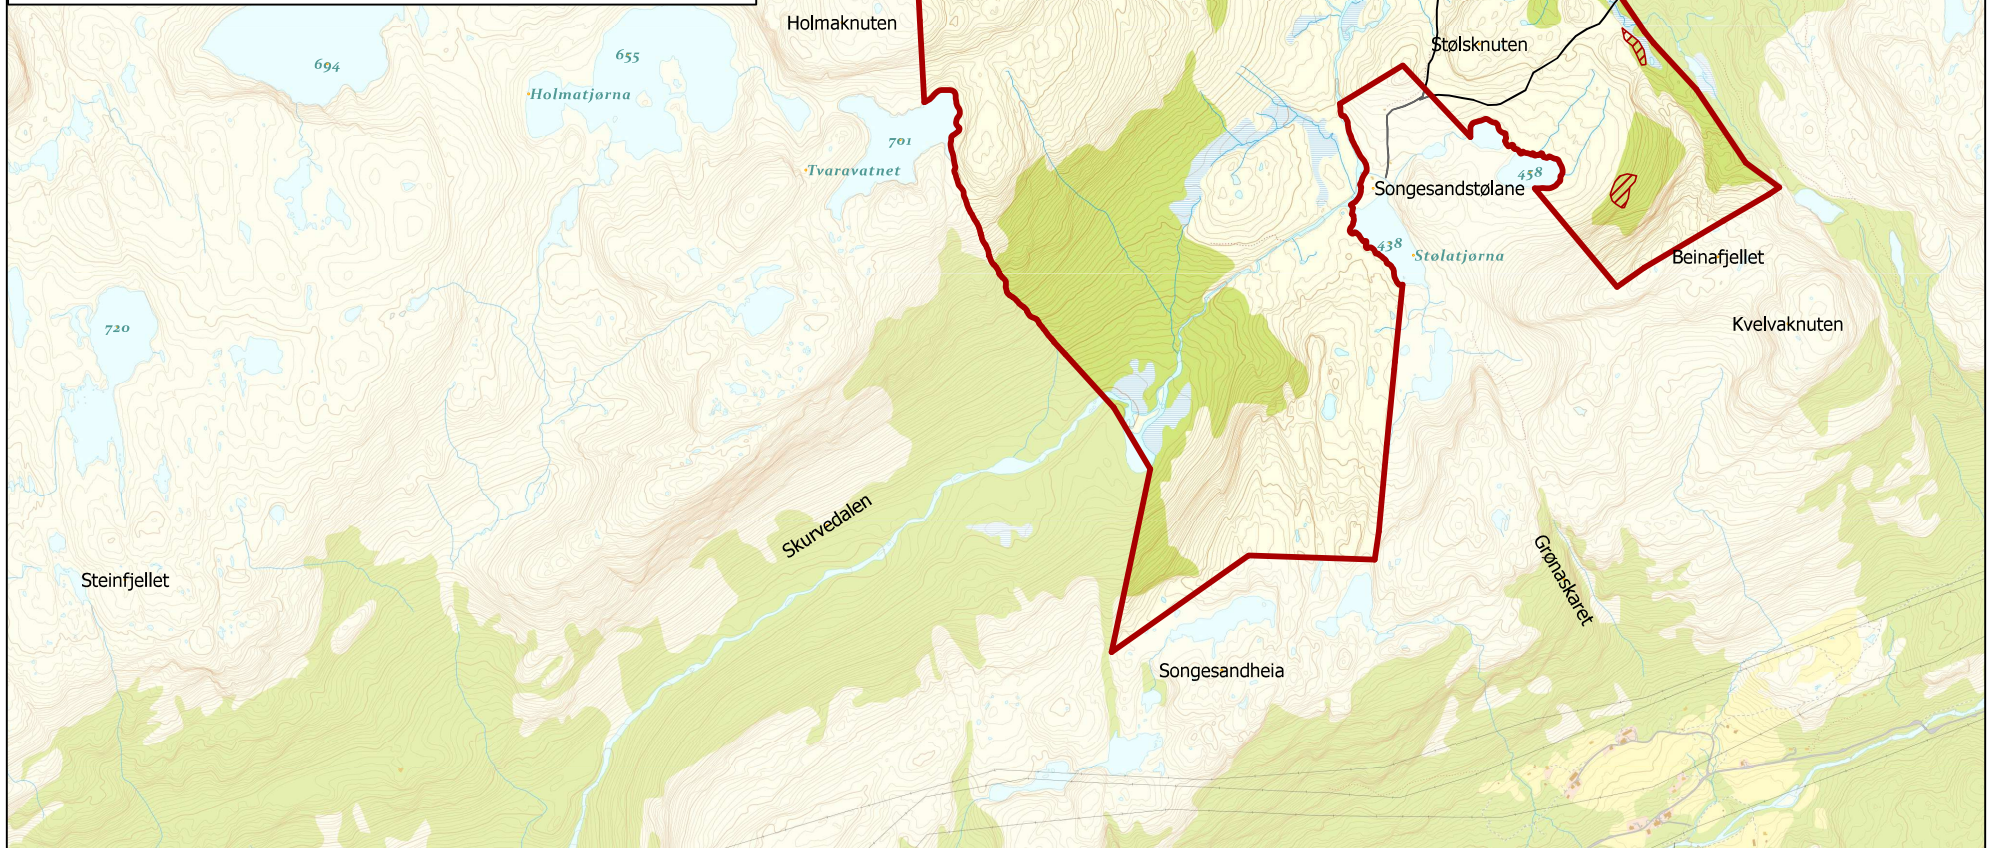 Holmaknuten
Stølsknuten
694
655
Holmatjørna
701
Tvaravatnet
458
Songesandstølane
438
Stølatjørna
Beinafjellet
720
Kvelvaknuten
Skurvedalen
Grønaskaret
Steinfjellet
Songesandheia